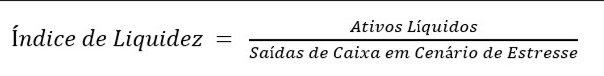 Índice de Liquidez = 
Ativos Líquidos
Saídas de Caixa em Cenário de Estresse